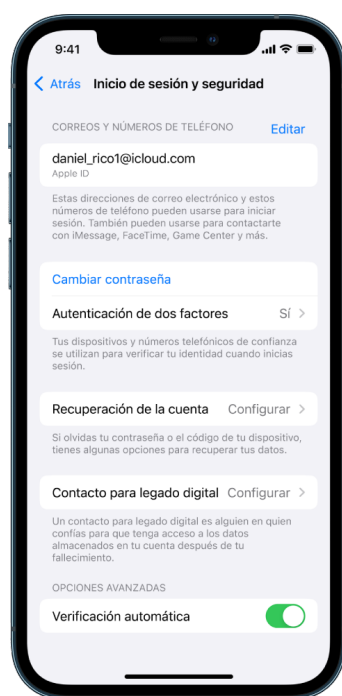 9:41
Atrás Inicio de sesión y seguridad
CORREOS Y NÚMEROS DE TELÉFONO Editar
daniel_rico1@icloud.com
Apple ID
Estas direcciones de correo electrónico y estos
números de teléfono pueden usarse para iniciar
sesión. También pueden usarse para contactarte
con iMessage, FaceTime, Game Center y más.
Cambiar contraseña
Autenticación de dos factores Sí
Tus dispositivos y números telefónicos de confianza
se utilizan para verificar tu identidad cuando inicias
sesión.
Recuperación de la cuenta Configurar
Si olvidas tu contraseña o el código de tu dispositivo,
tienes algunas opciones para recuperar tus datos.
Contacto para legado digital Configurar
Un contacto para legado digital es alguien en quien
confías para que tenga acceso a los datos
almacenados en tu cuenta después de tu
fallecimiento.
OPCIONES AVANZADAS
Verificación automática